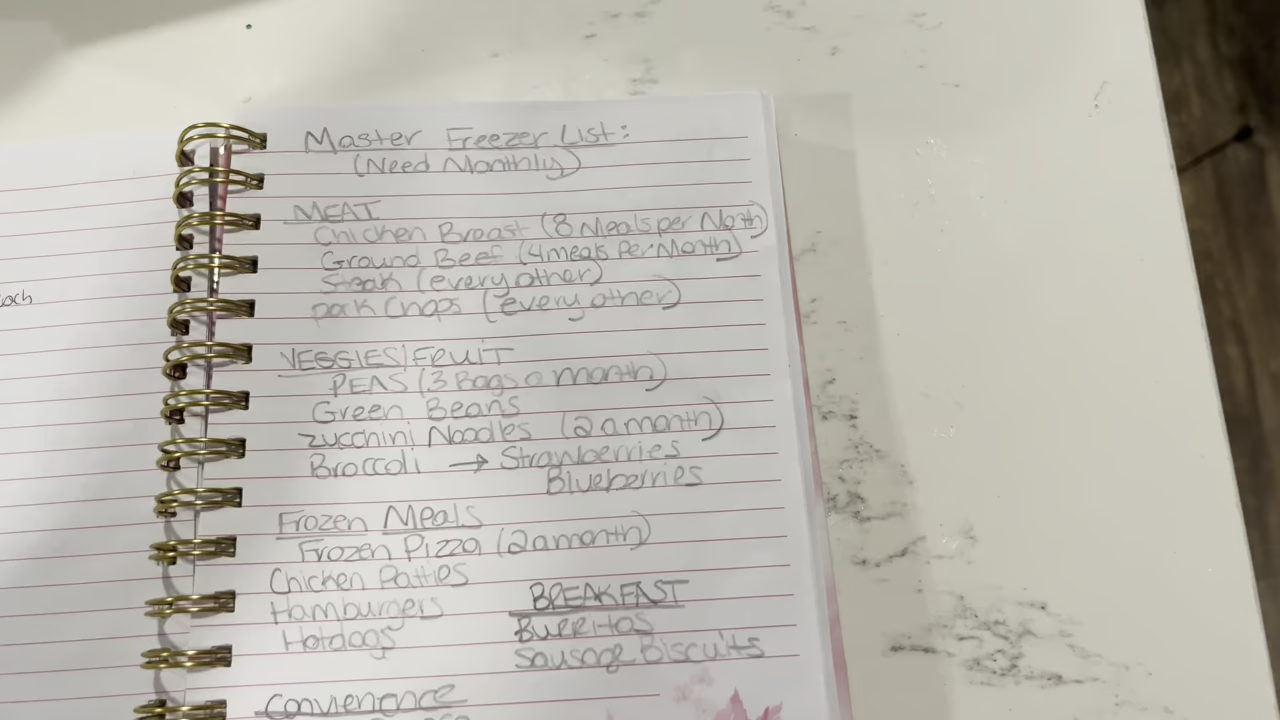 Master Freezer List:
(Need Monthly)
MEAT
Chicken Breast (8 Meals per Month)
Ground Beef (4 meals Per Month)
Steak (every other)
pork Chops (every other)
VEGGIES/FRUIT
PEAS (3 Bags a month)
Green Beans
zucchini Noodles (2 a month)
Broccoli → Strawberries
Blueberries
Frozen Meals
Frozen Pizza (2 a month)
Chicken Patties
Hamburgers
Hotdogs
BREAKFAST
BURRITOS
Sausage Biscuits
Convienence